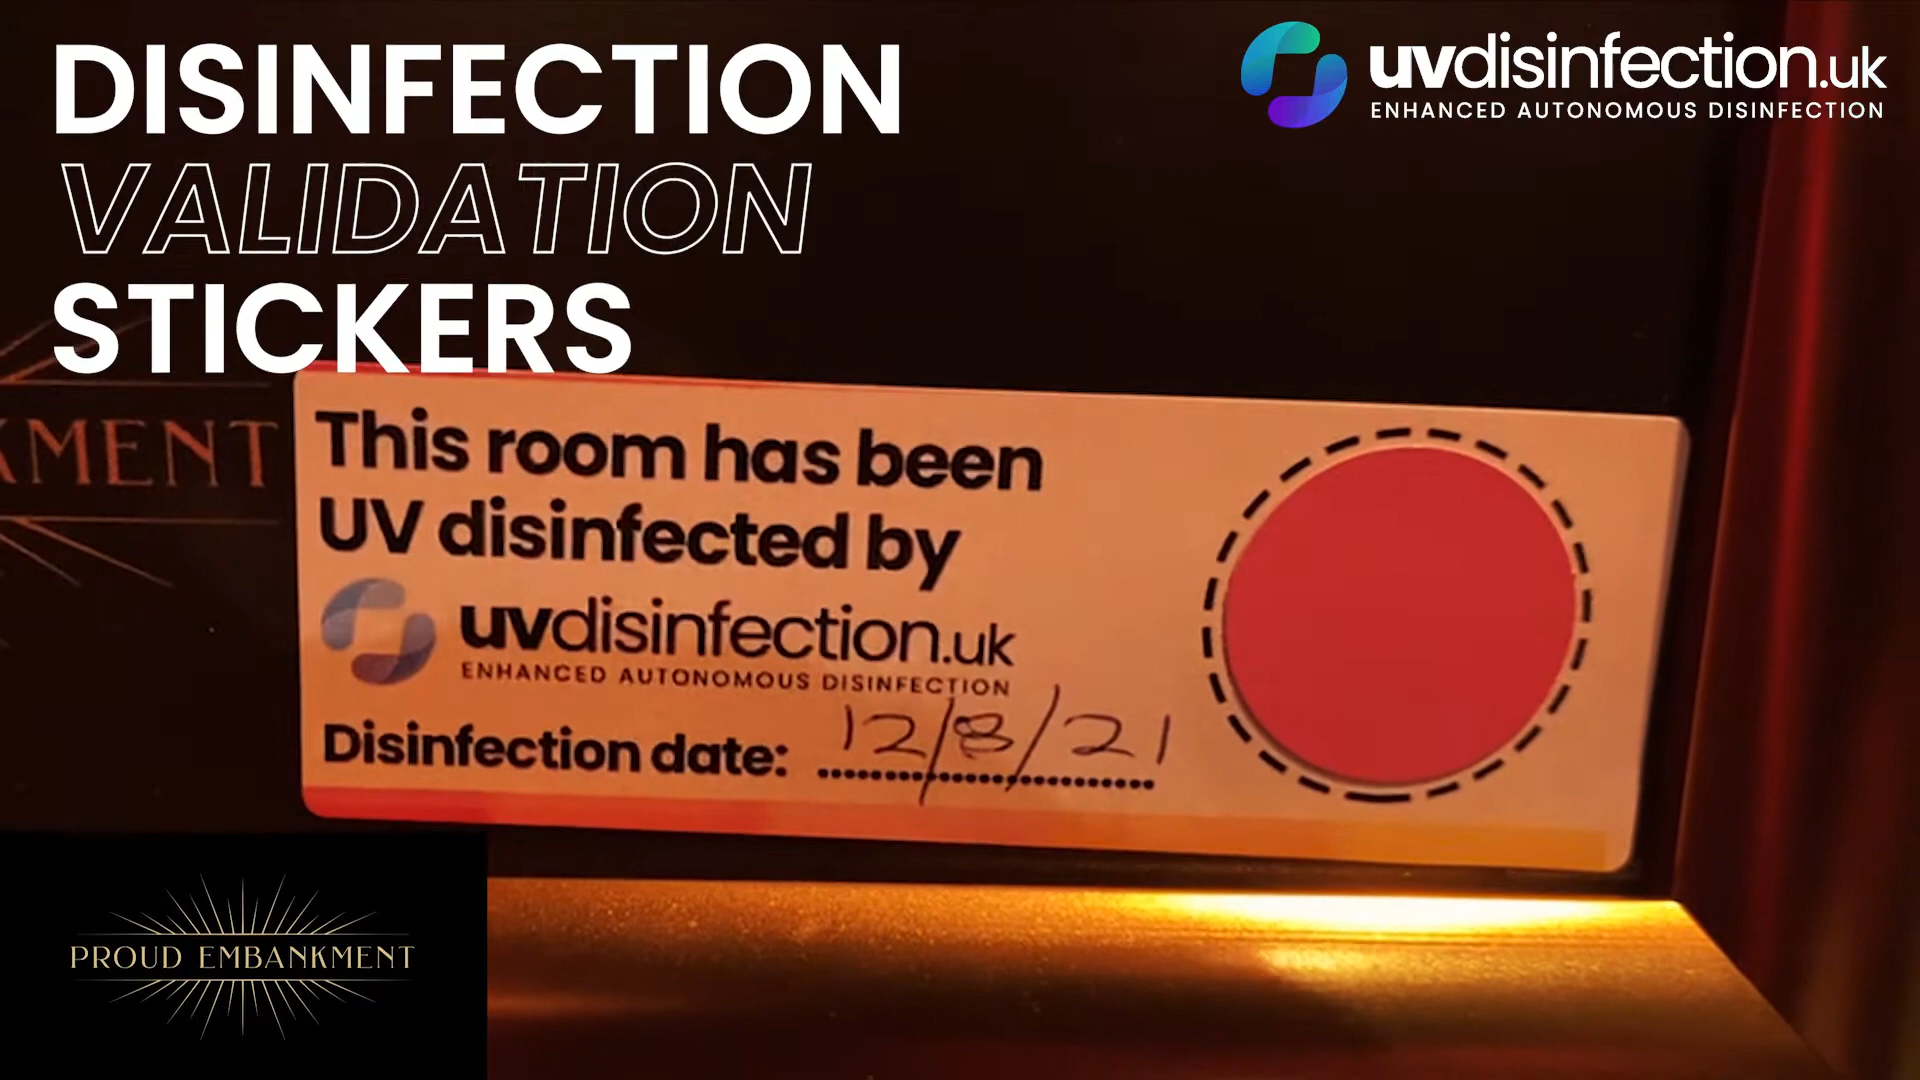 DISINFECTION
VALIDATION
STICKERS
uvdisinfection.uk
ENHANCED AUTONOMOUS DISINFECTION
KMENT
This room has been
UV disinfected by
uvdisinfection.uk
ENHANCED AUTONOMOUS DISINFECTION
Disinfection date: 12/8/21
PROUD EMBANKMENT